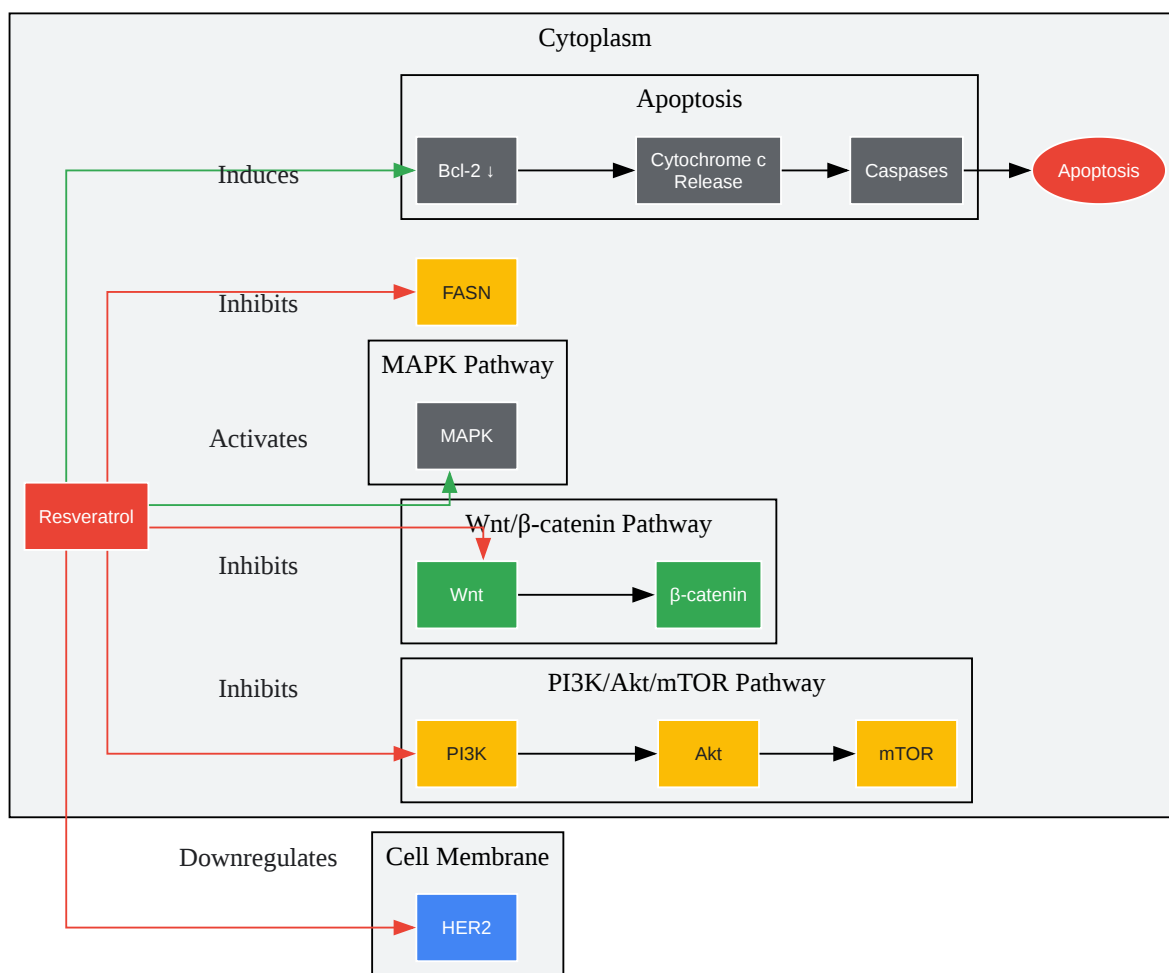 Cytoplasm
Apoptosis
Induces
Bcl-2 ↓
Cytochrome c
Release
Caspases
Apoptosis
Inhibits
FASN
MAPK Pathway
Activates
MAPK
Resveratrol
Wnt/β-catenin Pathway
Inhibits
Wnt
β-catenin
Inhibits
PI3K/Akt/mTOR Pathway
PI3K
Akt
mTOR
Downregulates
Cell Membrane
HER2